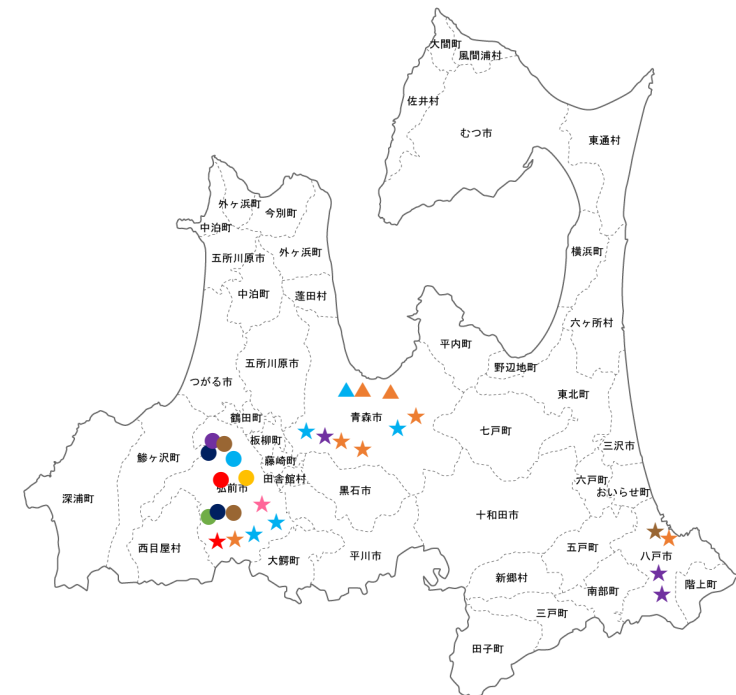 大間町
風間浦村
佐井村
むつ市
東通村
外ヶ浜町
今別町
中泊町
横浜町
五所川原市
外ヶ浜町
中泊町
蓬田村
六ヶ所村
平内町
五所川原市
野辺地町
つがる市
東北町
鶴田町
青森市
七戸町
板柳町
三沢市
鰺ヶ沢町
藤崎町
田舎館村
六戸町
弘前市
黒石市
おいらせ町
深浦町
十和田市
西目屋村
大鰐町
平川市
五戸町
八戸市
新郷村
南部町
階上町
三戸町
田子町